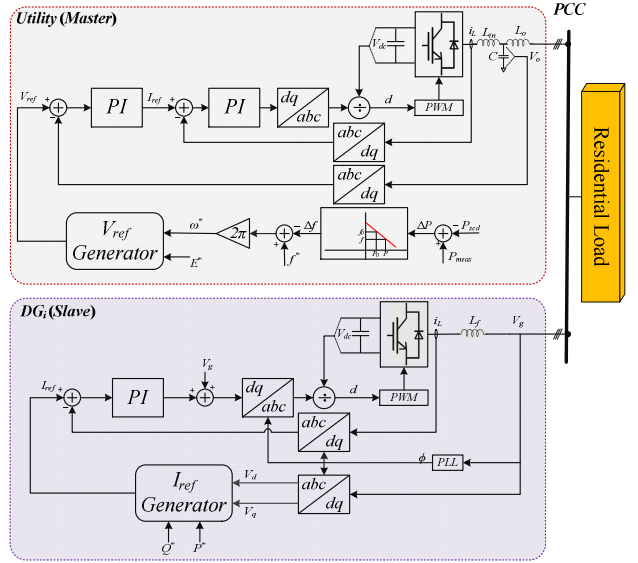 Utility (Master)
PCC
V_dc
i_L
L_in
L_o
C
V_o
V_ref
+
−
PI
I_ref
+
−
PI
dq
abc
÷
d
PWM
abc
dq
abc
dq
V_ref
Generator
ω*
E*
2π
−
+
f*
Δf
f_0
f
P_0
P
ΔP
−
+
P_scd
P_meas
Residential Load
DG_i (Slave)
V_dc
i_L
L_f
V_g
I_ref
+
−
PI
V_g
+
+
dq
abc
÷
d
PWM
abc
dq
ϕ
PLL
I_ref
Generator
V_d
V_q
abc
dq
Q*
P*